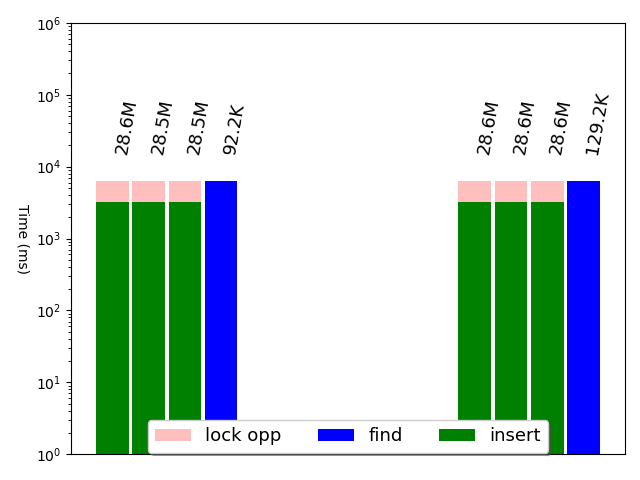 10^6
10^5
10^4
10^3
10^2
10^1
10^0
Time (ms)
28.6M
28.5M
28.5M
92.2K
28.6M
28.6M
28.6M
129.2K
lock opp
find
insert